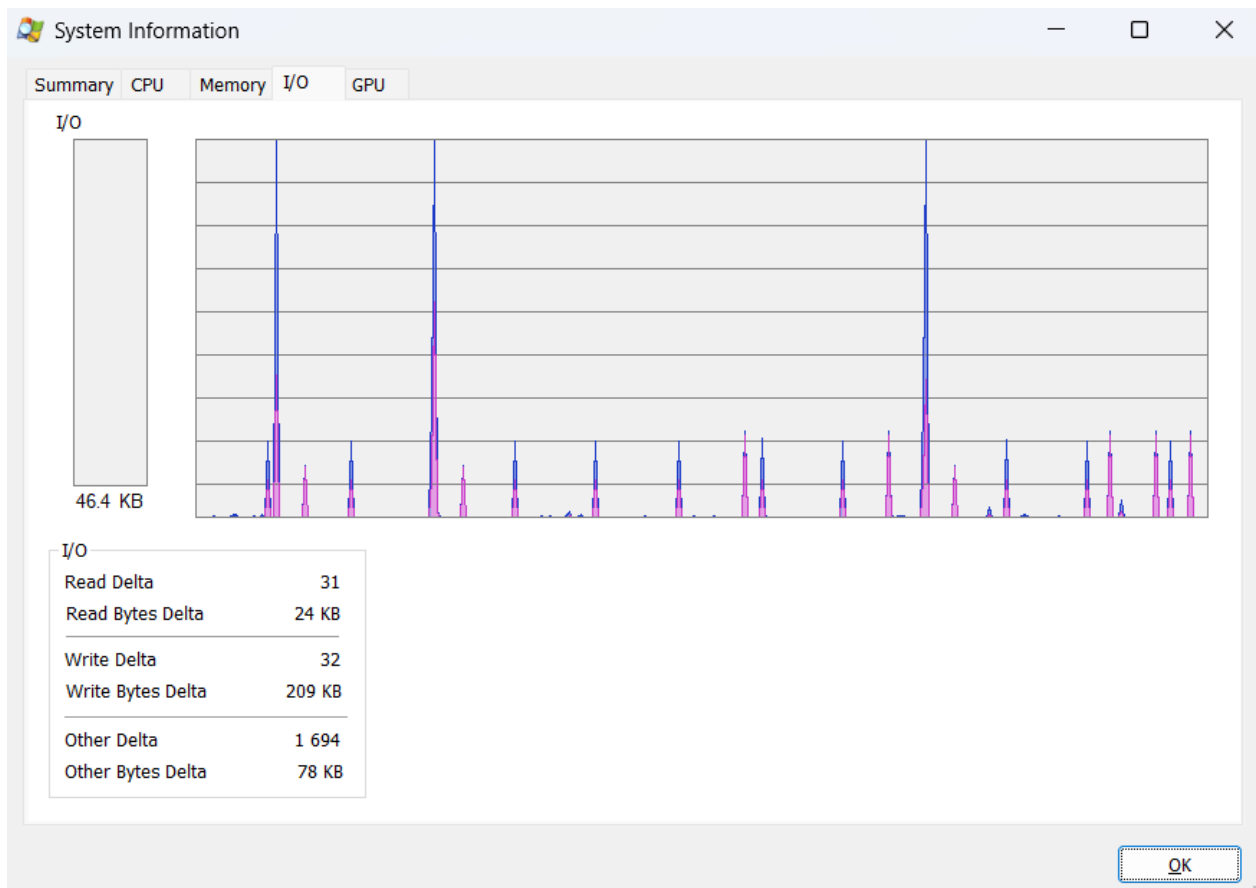 System Information
Summary CPU Memory I/O GPU
I/O
46.4 KB
I/O
Read Delta 31
Read Bytes Delta 24 KB
Write Delta 32
Write Bytes Delta 209 KB
Other Delta 1 694
Other Bytes Delta 78 KB
OK